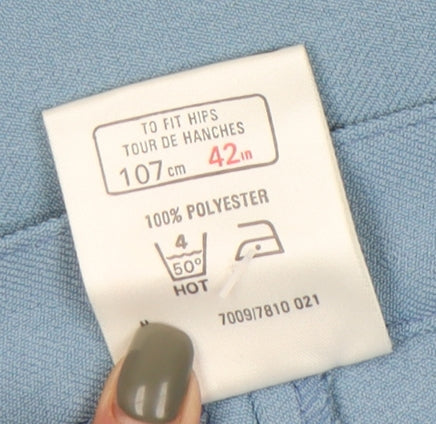 TO FIT HIPS
TOUR DE HANCHES
107cm 42in
100% POLYESTER
4
50°
HOT
7009/7810 021